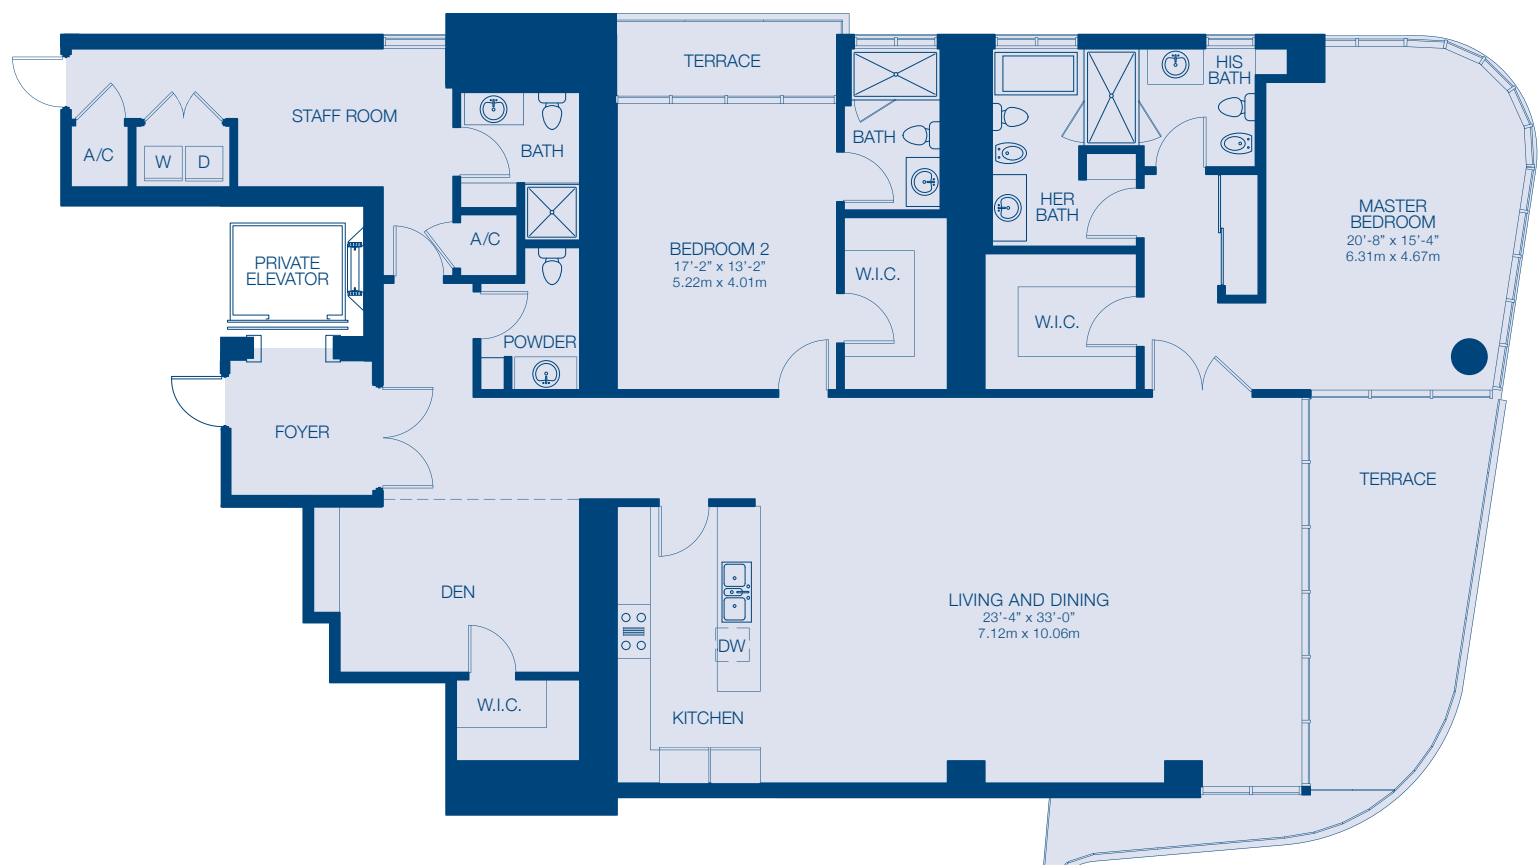 TERRACE
HIS
BATH
STAFF ROOM
BATH
BATH
A/C
W
D
HER
BATH
MASTER
BEDROOM
20'-8” x 15'-4”
6.31m x 4.67m
A/C
BEDROOM 2
17'-2” x 13'-2”
5.22m x 4.01m
PRIVATE
ELEVATOR
W.I.C.
W.I.C.
POWDER
FOYER
TERRACE
DEN
LIVING AND DINING
23'-4” x 33'-0”
7.12m x 10.06m
DW
W.I.C.
KITCHEN